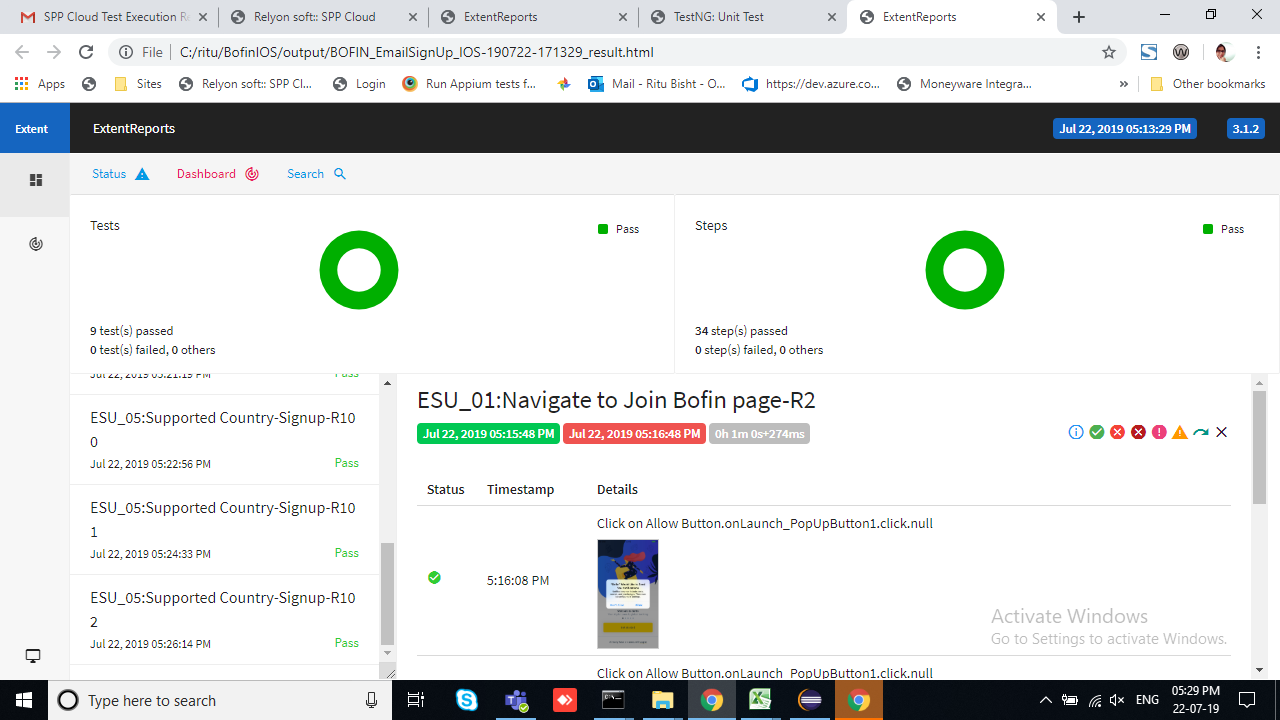 SPP Cloud Test Execution Re
Relyon soft:: SPP Cloud
ExtentReports
TestNG: Unit Test
ExtentReports
File
C:/ritu/BofinIOS/output/BOFIN_EmailSignUp_IOS-190722-171329_result.html
Apps
Sites
Relyon soft:: SPP Cl...
Login
Run Appium tests f...
Mail - Ritu Bisht - O...
https://dev.azure.co...
Moneyware Integra...
»
Other bookmarks
Extent
ExtentReports
Jul 22, 2019 05:13:29 PM
3.1.2
Status
Dashboard
Search
Tests
Pass
9 test(s) passed
0 test(s) failed, 0 others
Steps
Pass
34 step(s) passed
0 step(s) failed, 0 others
Jul 22, 2019 05:21:19 PM
Pass
ESU_05:Supported Country-Signup-R10
0
Jul 22, 2019 05:22:56 PM
Pass
ESU_05:Supported Country-Signup-R10
1
Jul 22, 2019 05:24:33 PM
Pass
ESU_05:Supported Country-Signup-R10
2
Jul 22, 2019 05:26:14 PM
Pass
ESU_01:Navigate to Join Bofin page-R2
Jul 22, 2019 05:15:48 PM
Jul 22, 2019 05:16:48 PM
0h 1m 0s+274ms
Status
Timestamp
Details
Click on Allow Button.onLaunch_PopUpButton1.click.null
5:16:08 PM
Click on Allow Button.onLaunch_PopUpButton1.click.null
Activate Windows
Go to Settings to activate Windows.
Type here to search
ENG
05:29 PM
22-07-19